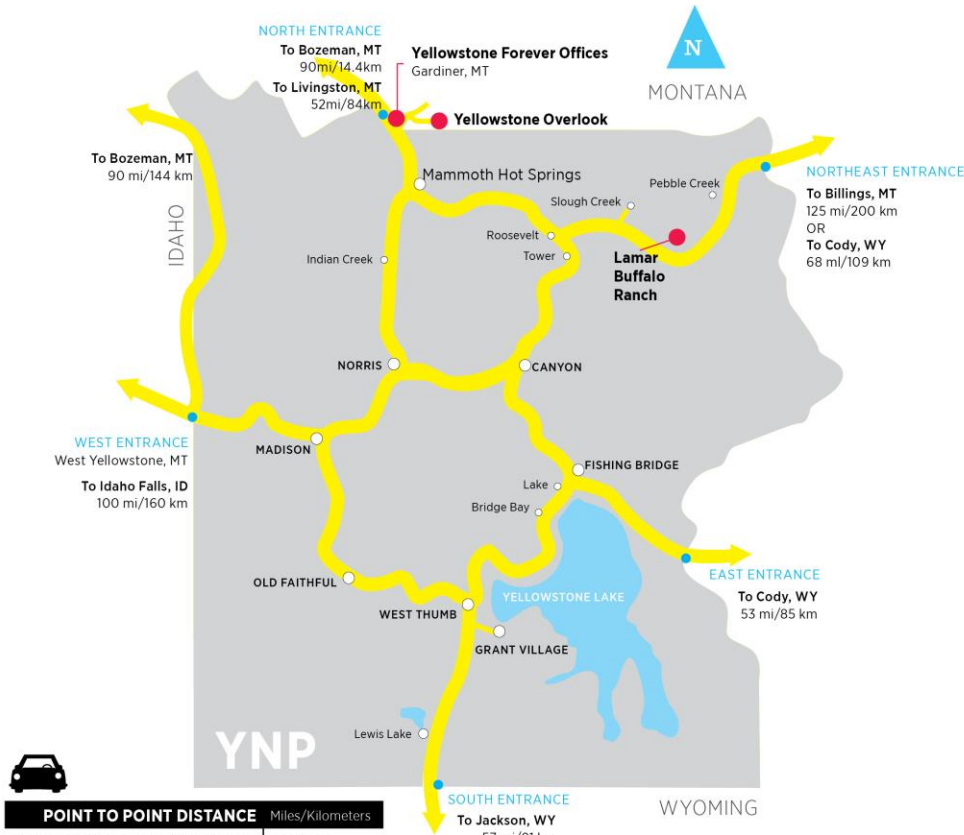 NORTH ENTRANCE
To Bozeman, MT
90mi/14.4km
To Livingston, MT
52mi/84km
Yellowstone Forever Offices
Gardiner, MT
Yellowstone Overlook
N
MONTANA
To Bozeman, MT
90 mi/144 km
IDAHO
Mammoth Hot Springs
Pebble Creek
Slough Creek
NORTHEAST ENTRANCE
To Billings, MT
125 mi/200 km
OR
To Cody, WY
68 ml/109 km
Roosevelt
Tower
Indian Creek
Lamar
Buffalo
Ranch
NORRIS
CANYON
WEST ENTRANCE
West Yellowstone, MT
To Idaho Falls, ID
100 mi/160 km
MADISON
FISHING BRIDGE
Lake
Bridge Bay
OLD FAITHFUL
YELLOWSTONE LAKE
EAST ENTRANCE
To Cody, WY
53 mi/85 km
WEST THUMB
GRANT VILLAGE
Lewis Lake
YNP
POINT TO POINT DISTANCE Miles/Kilometers
SOUTH ENTRANCE
To Jackson, WY
WYOMING